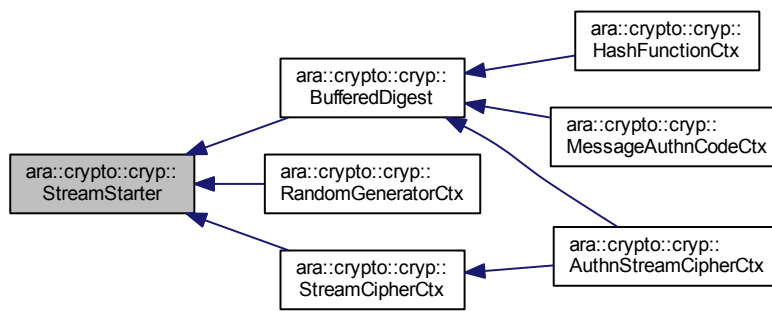 ara::crypto::cryp::
StreamStarter
ara::crypto::cryp::
BufferedDigest
ara::crypto::cryp::
RandomGeneratorCtx
ara::crypto::cryp::
StreamCipherCtx
ara::crypto::cryp::
HashFunctionCtx
ara::crypto::cryp::
MessageAuthnCodeCtx
ara::crypto::cryp::
AuthnStreamCipherCtx